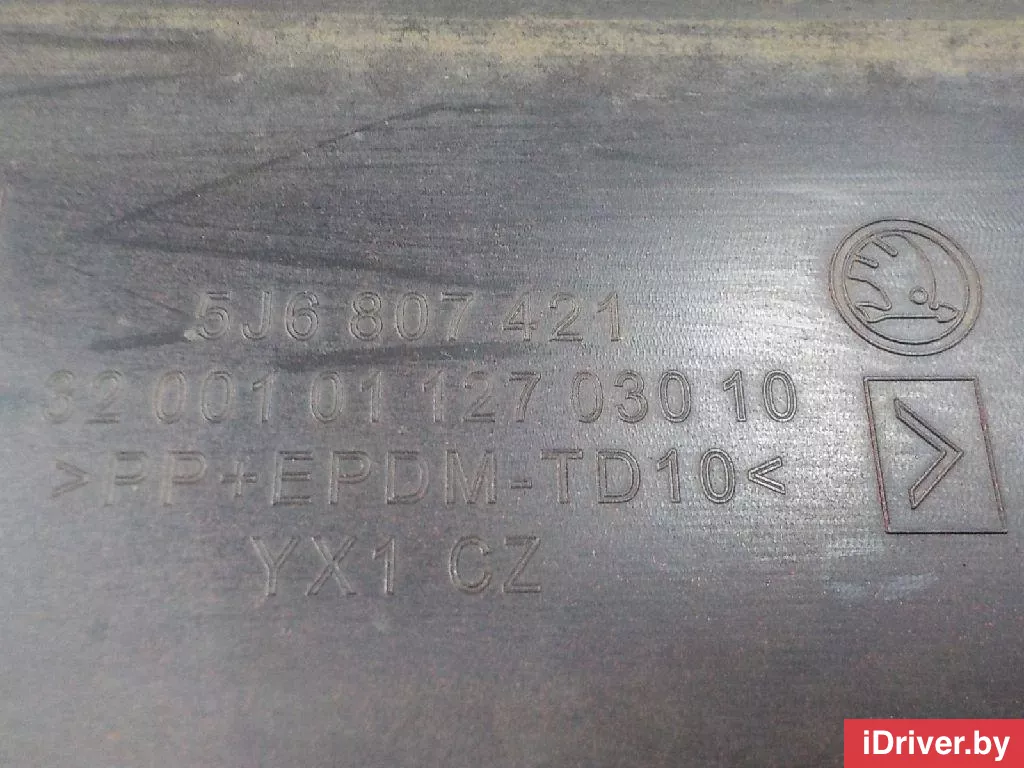 5J6 807 421
32 001 01 127 030 10
>PP+EPDM-TD10<
YX1 CZ
iDriver.by